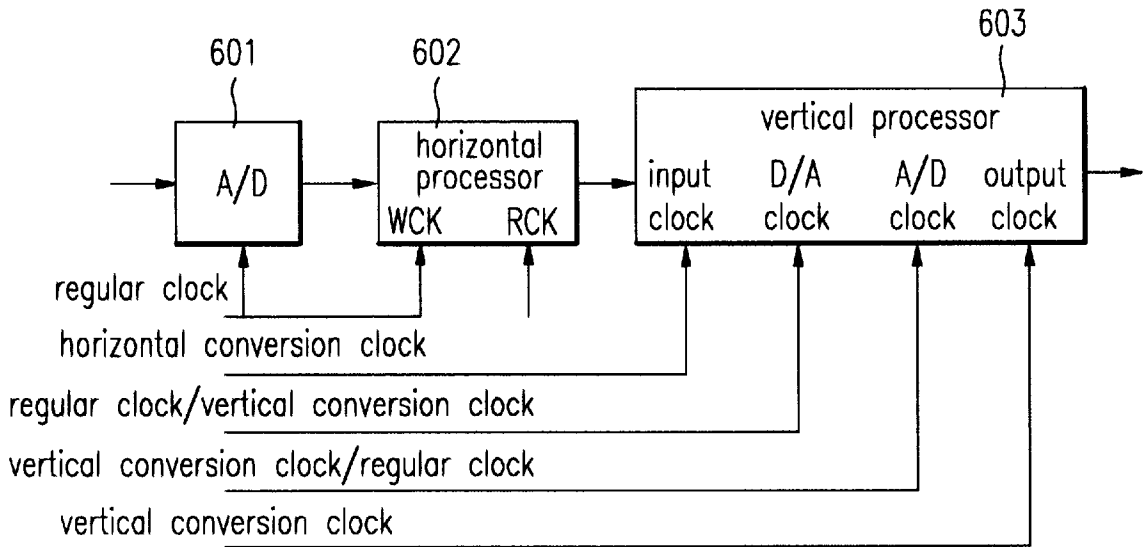 601
602
603
A/D
horizontal
processor
WCK RCK
vertical processor
input D/A A/D output
clock clock clock clock
regular clock
horizontal conversion clock
regular clock/vertical conversion clock
vertical conversion clock/regular clock
vertical conversion clock